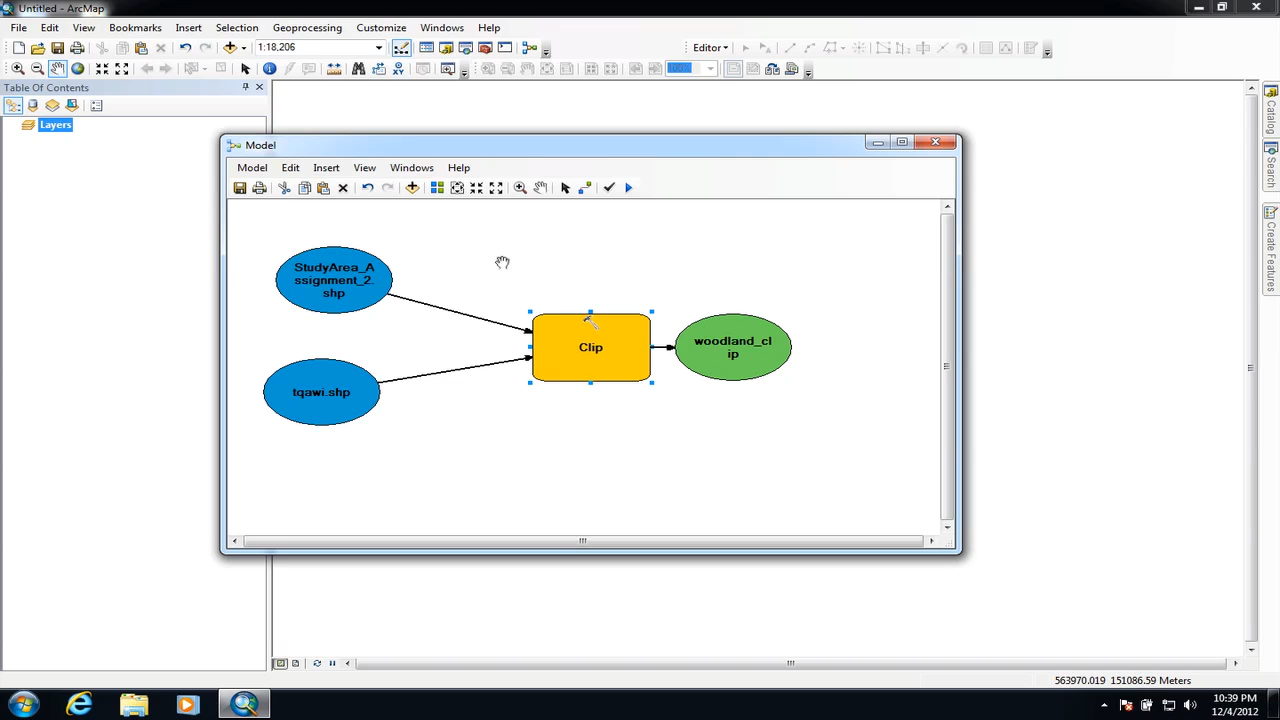 Untitled - ArcMap
File Edit View Bookmarks Insert Selection Geoprocessing Customize Windows Help
1:18,206
Editor
100%
Table Of Contents
Layers
Model
Model Edit Insert View Windows Help
StudyArea_A
ssignment_2.
shp
tqawi.shp
Clip
woodland_cl
ip
Catalog
Search
Create Features
563970.019 151086.59 Meters
10:39 PM
12/4/2012